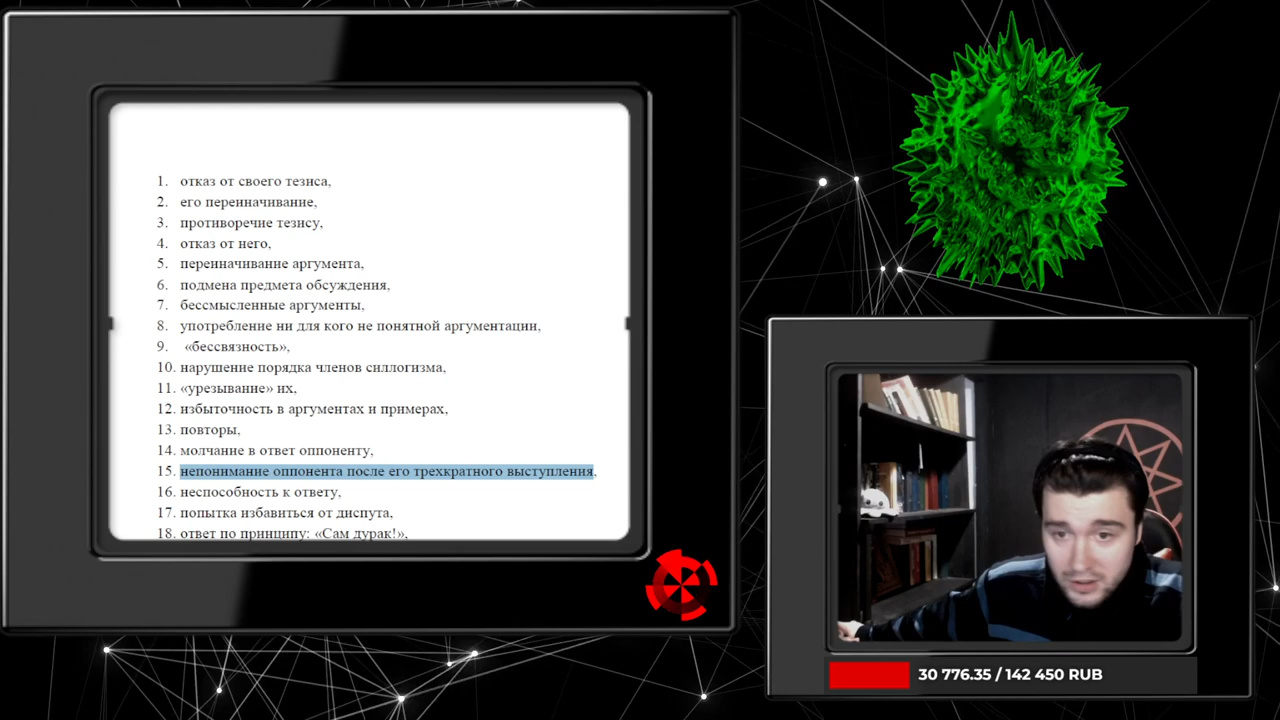 1. отказ от своего тезиса,
2. его переиначивание,
3. противоречие тезису,
4. отказ от него,
5. переиначивание аргумента,
6. подмена предмета обсуждения,
7. бессмысленные аргументы,
8. употребление ни для кого не понятной аргументации,
9. «бессвязность»,
10. нарушение порядка членов силлогизма,
11. «урезывание» их,
12. избыточность в аргументах и примерах,
13. повторы,
14. молчание в ответ оппоненту,
15. непонимание оппонента после его трехкратного выступления,
16. неспособность к ответу,
17. попытка избавиться от диспута,
18. ответ по принципу: «Сам дурак!»,
30 776.35 / 142 450 RUB